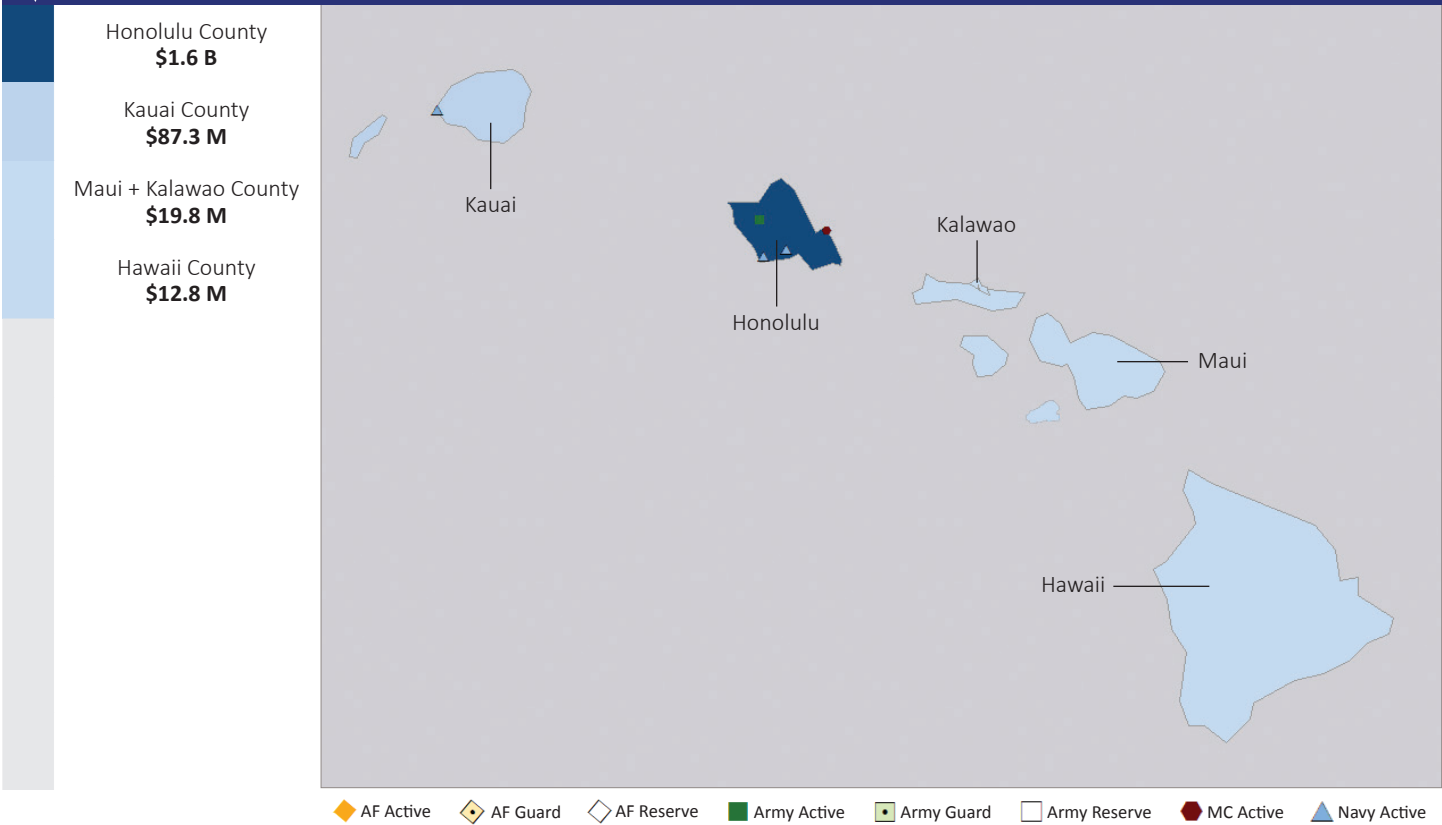 Honolulu County
$1.6 B
Kauai County
$87.3 M
Maui + Kalawao County
$19.8 M
Hawaii County
$12.8 M
Kauai
Honolulu
Kalawao
Maui
Hawaii
AF Active
AF Guard
AF Reserve
Army Active
Army Guard
Army Reserve
MC Active
Navy Active